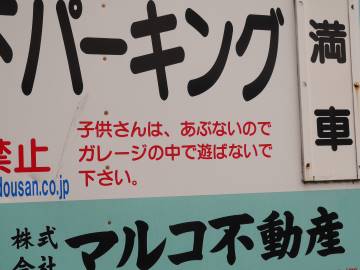 パーキング
満車
子供さんは、あぶないので
ガレージの中で遊ばないで
下さい。
禁止
dousan.co.jp
株式会社 マルコ不動産